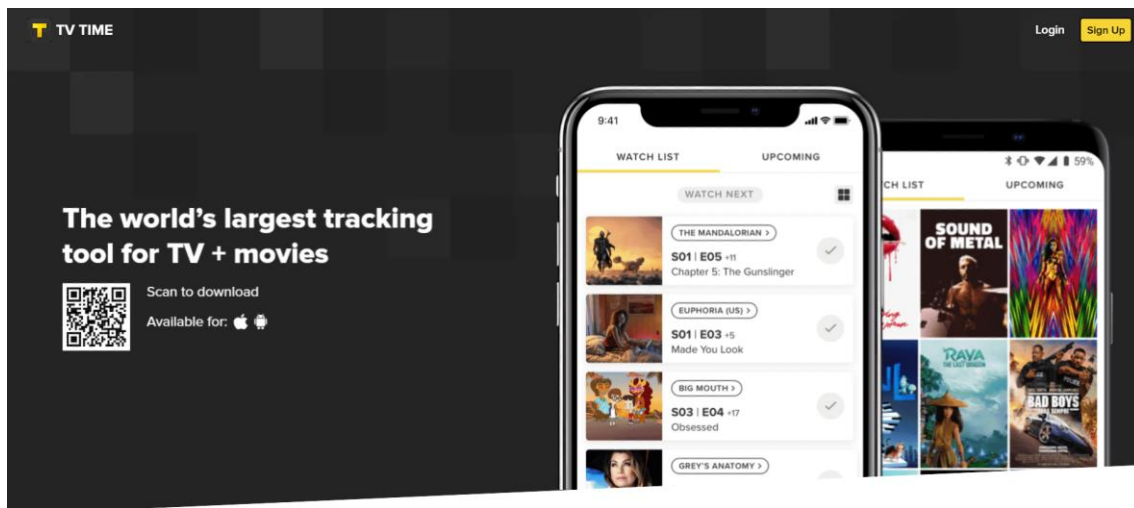 TV TIME
Login
Sign Up
The world's largest tracking
tool for TV + movies
Scan to download
Available for:
9:41
WATCH LIST
UPCOMING
WATCH NEXT
THE MANDALORIAN >
S01 | E05 +11
Chapter 5: The Gunslinger
EUPHORIA (US) >
S01 | E03 +5
Made You Look
BIG MOUTH >
S03 | E04 +17
Obsessed
GREY'S ANATOMY >
59%
CH LIST
UPCOMING
SOUND
OF METAL
RAYA
THE LAST DRAGON
POLICE
BAD BOYS